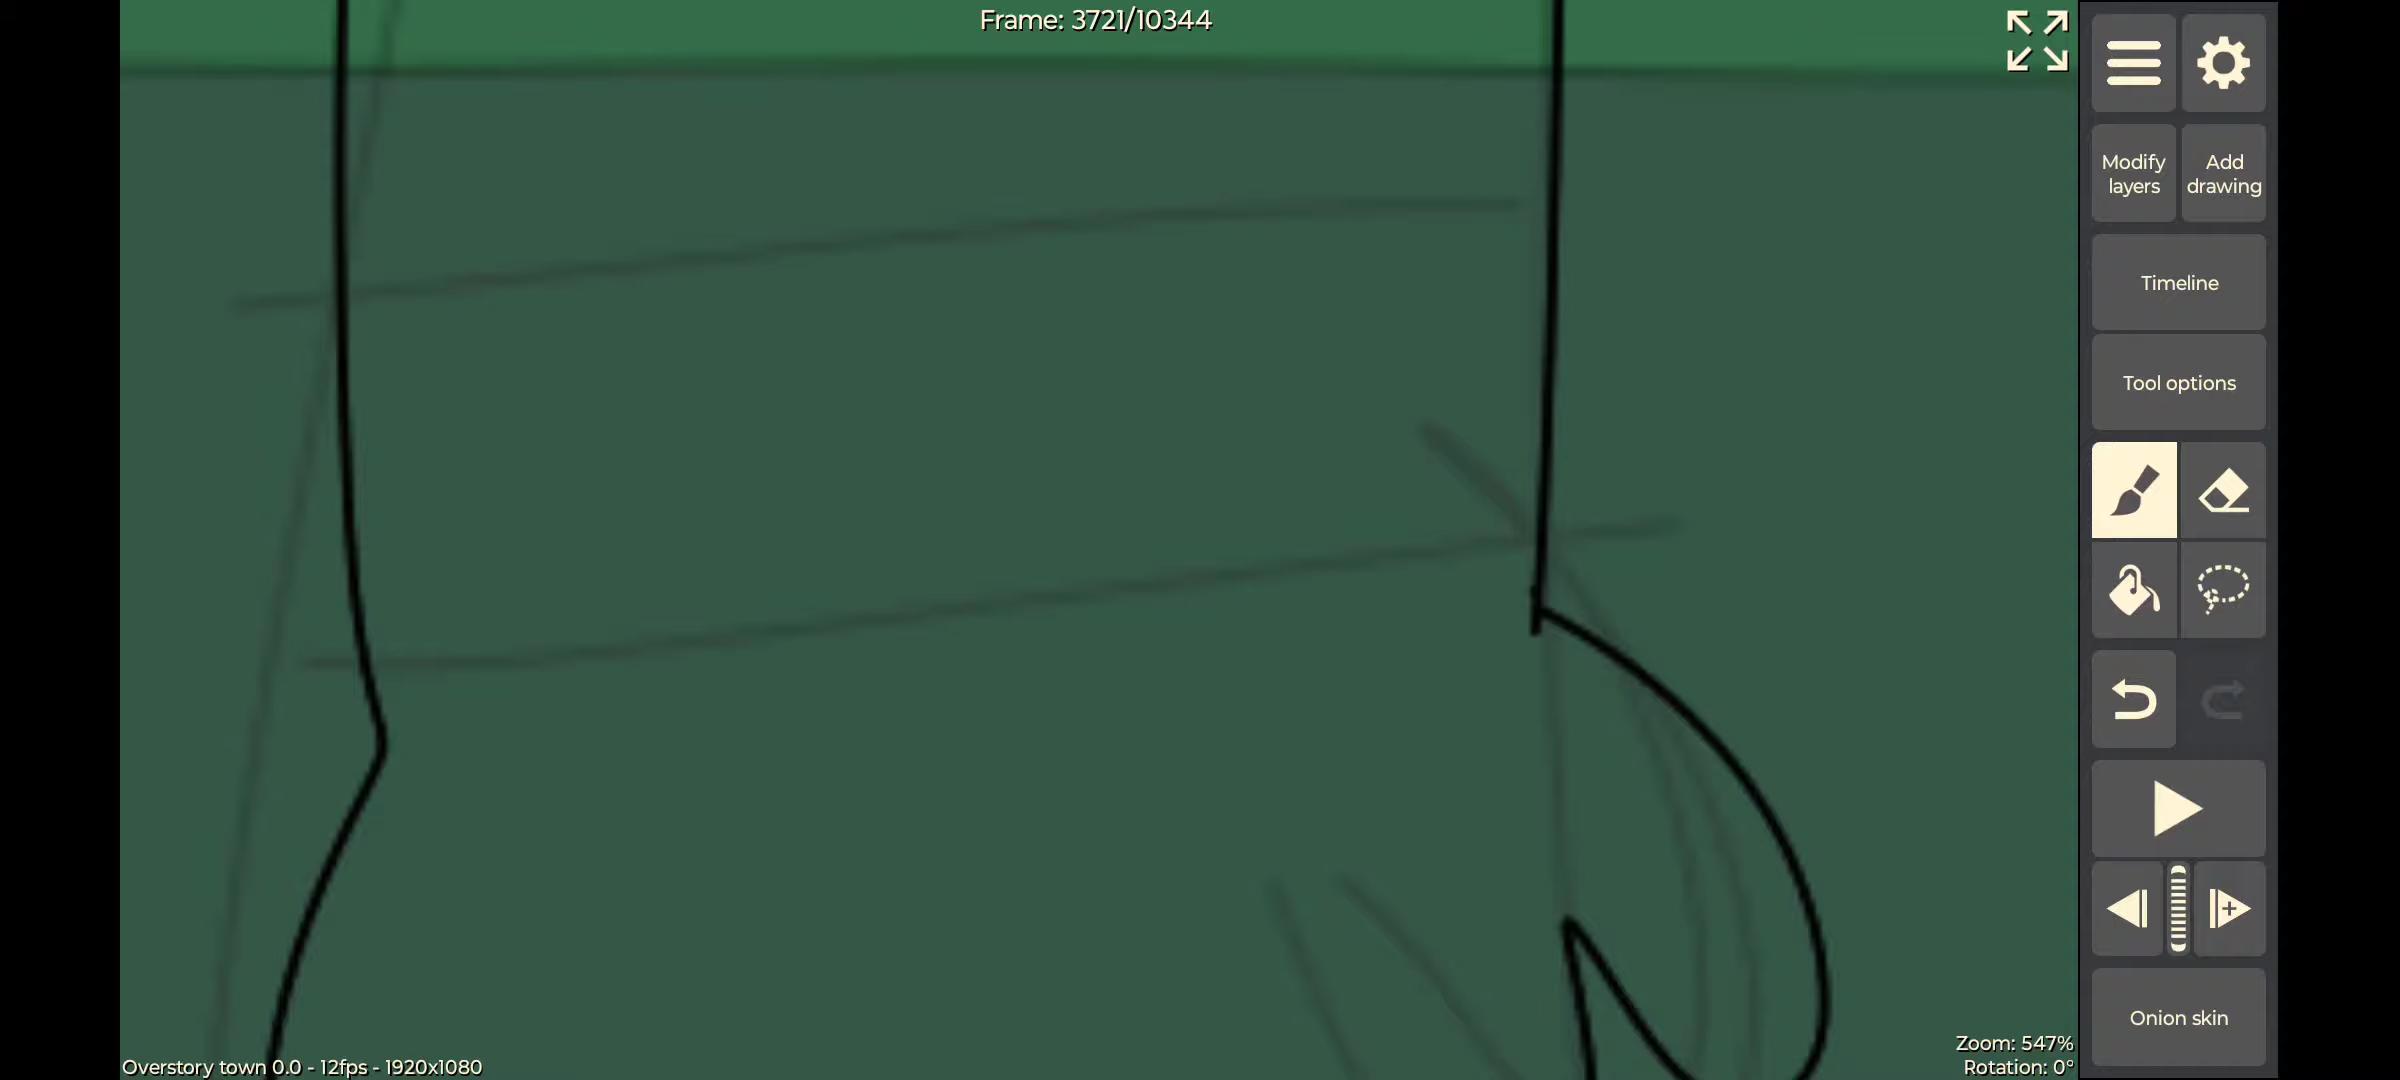 Frame: 3721/10344
Modify
layers
Add
drawing
Timeline
Tool options
Onion skin
Zoom: 547%
Rotation: 0°
Overstory town 0.0 - 12fps - 1920x1080